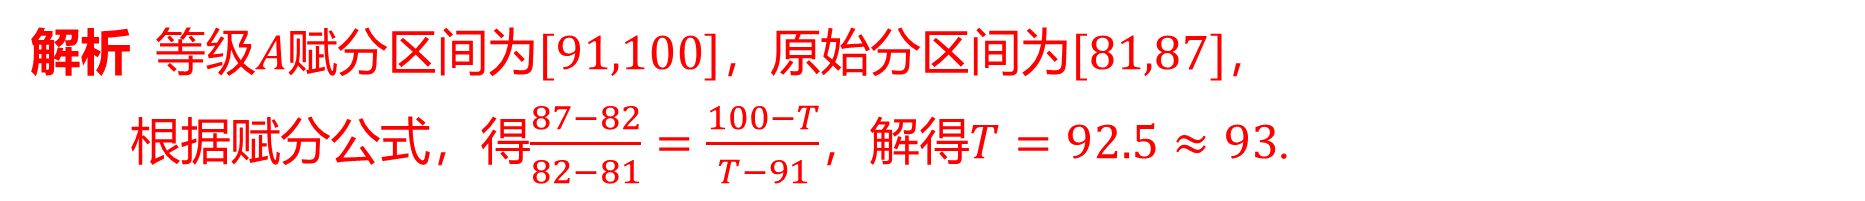 解析 等级A赋分区间为[91,100]，原始分区间为[81,87]，
根据赋分公式，得\frac{87-82}{82-81}=\frac{100-T}{T-91}，解得T = 92.5 ≈ 93.